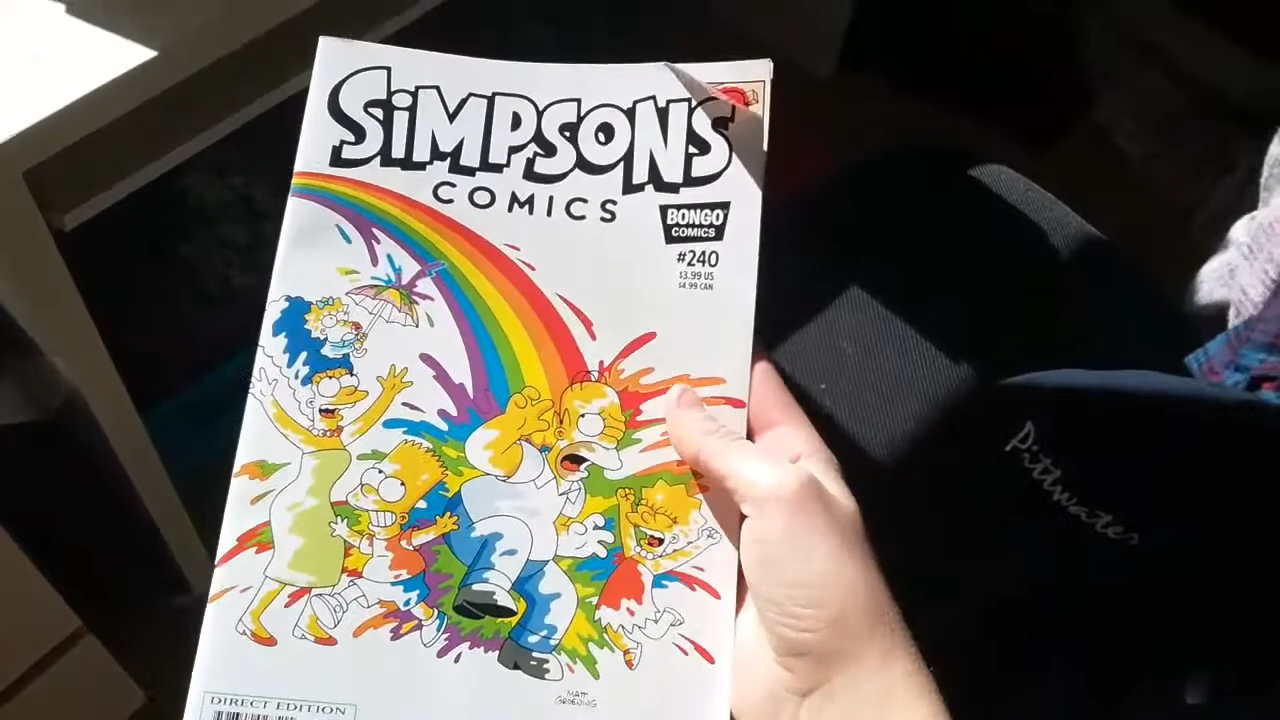 SiMPSONS
COMICS
BONGO
COMICS
#240
$3.99 US
$4.99 CAN
Pittwater
MATT
GROENING
DIRECT EDITION